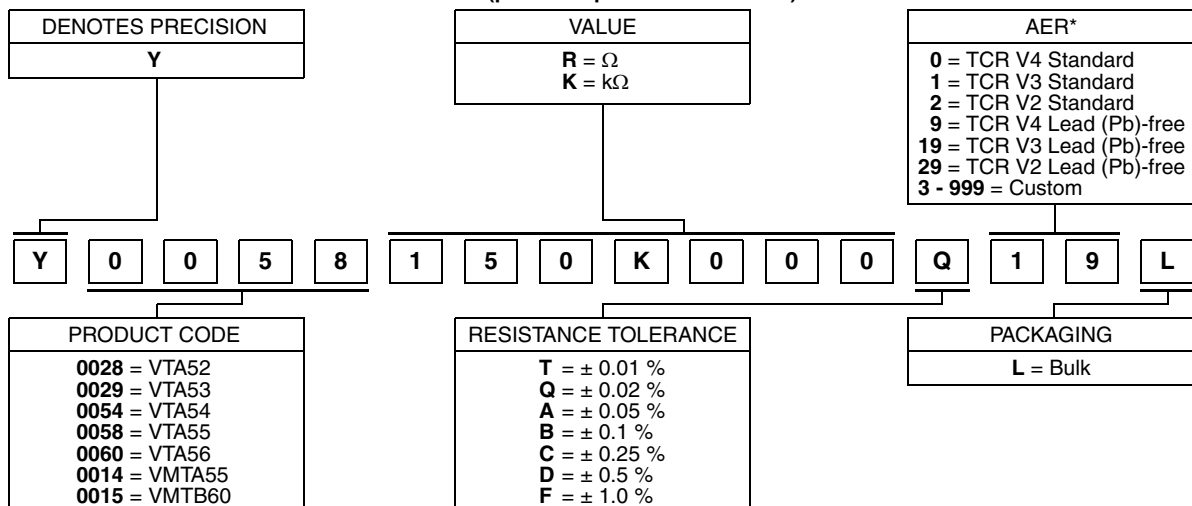 DENOTES PRECISION
Y
VALUE
R = Ω
K = kΩ
AER*
0 = TCR V4 Standard
1 = TCR V3 Standard
2 = TCR V2 Standard
9 = TCR V4 Lead (Pb)-free
19 = TCR V3 Lead (Pb)-free
29 = TCR V2 Lead (Pb)-free
3 - 999 = Custom
Y 0 0 5 8 1 5 0 K 0 0 0 Q 1 9 L
PRODUCT CODE
0028 = VTA52
0029 = VTA53
0054 = VTA54
0058 = VTA55
0060 = VTA56
0014 = VMTA55
0015 = VMTB60
RESISTANCE TOLERANCE
T = ± 0.01 %
Q = ± 0.02 %
A = ± 0.05 %
B = ± 0.1 %
C = ± 0.25 %
D = ± 0.5 %
F = ± 1.0 %
PACKAGING
L = Bulk